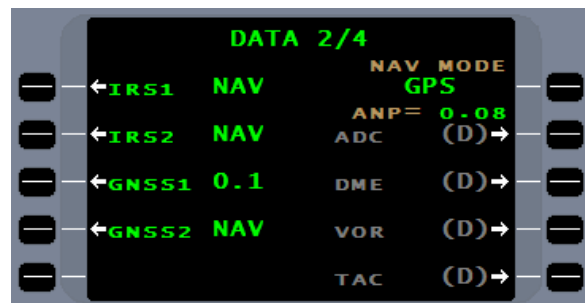 DATA 2/4
NAV MODE
←IRS1 NAV GPS
ANP= 0.08
←IRS2 NAV ADC (D)→
←GNSS1 0.1 DME (D)→
←GNSS2 NAV VOR (D)→
TAC (D)→